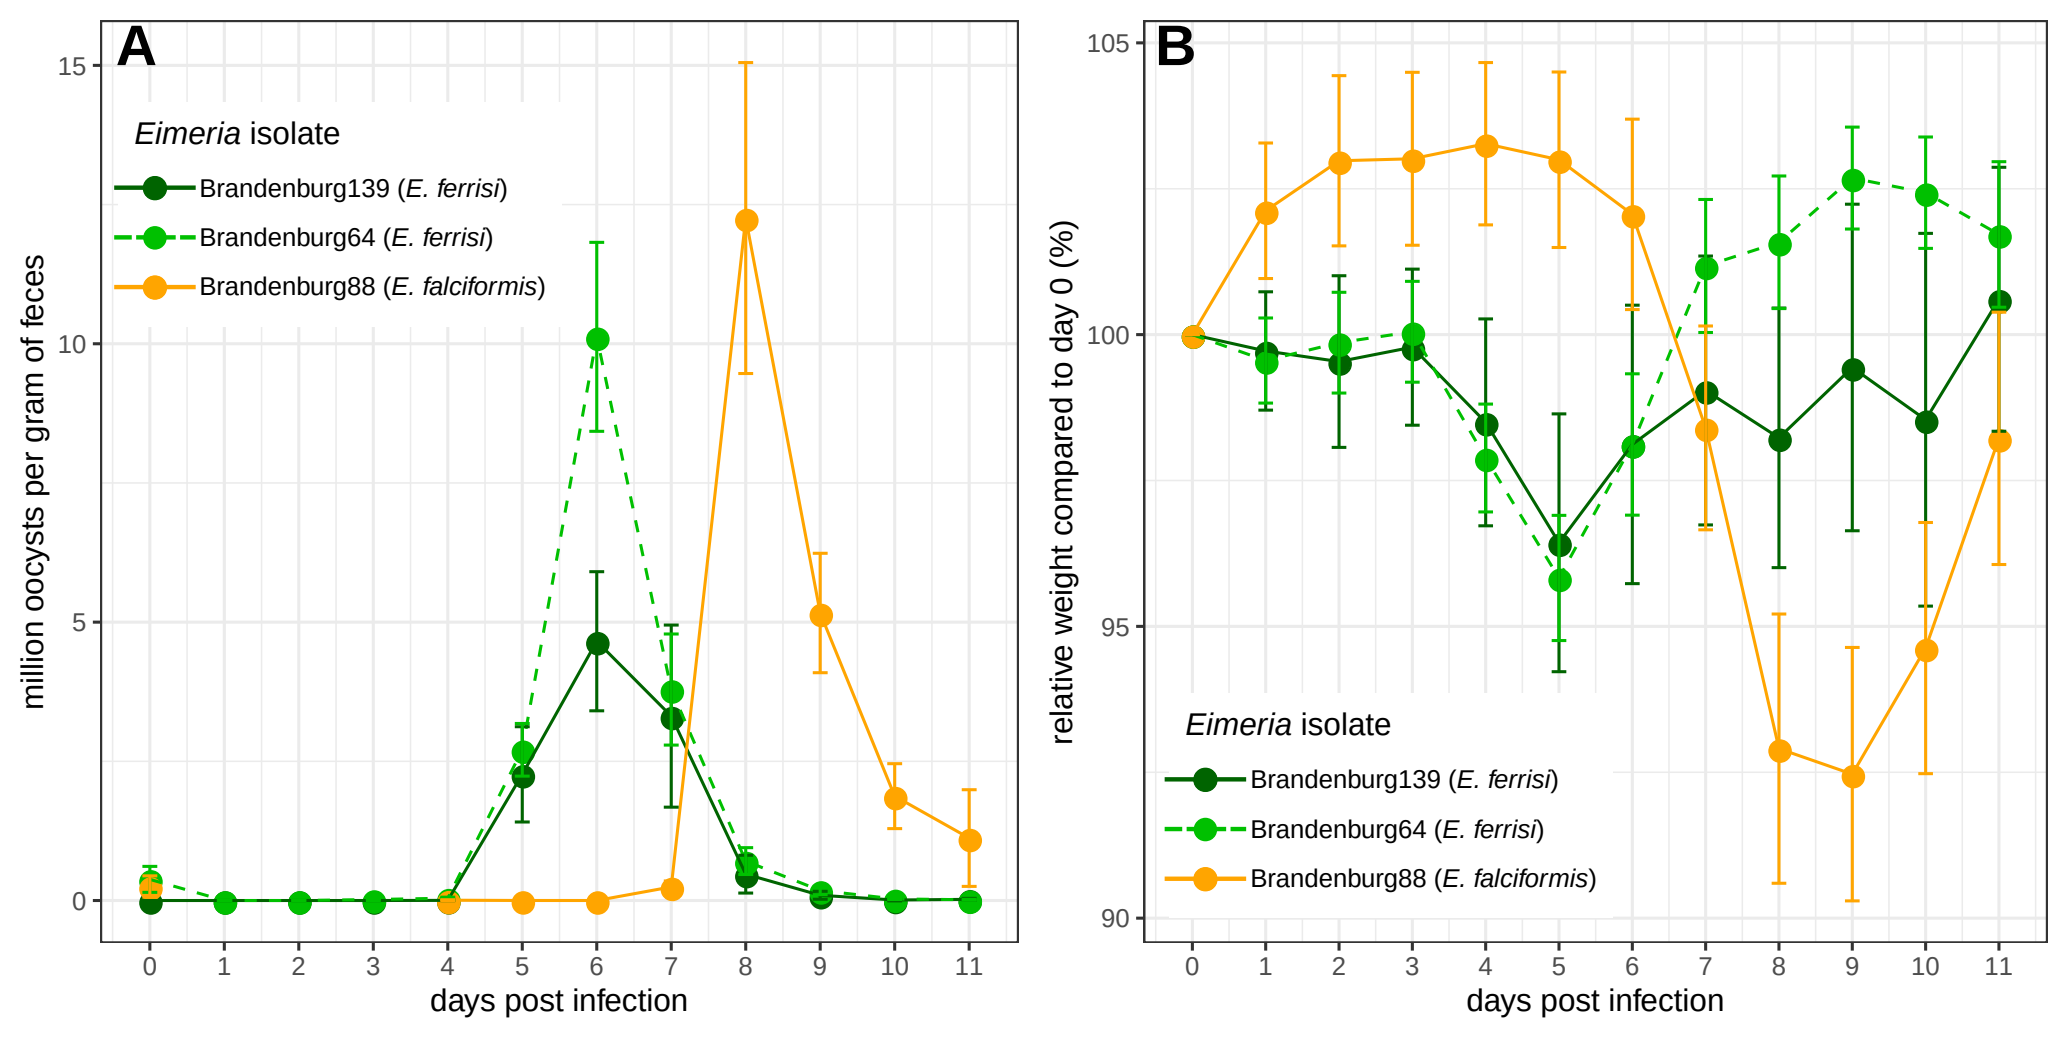 A
million oocysts per gram of feces
15
10
5
0
Eimeria isolate
Brandenburg139 (E. ferrisi)
Brandenburg64 (E. ferrisi)
Brandenburg88 (E. falciformis)
0 1 2 3 4 5 6 7 8 9 10 11
days post infection
B
relative weight compared to day 0 (%)
105
100
95
90
Eimeria isolate
Brandenburg139 (E. ferrisi)
Brandenburg64 (E. ferrisi)
Brandenburg88 (E. falciformis)
0 1 2 3 4 5 6 7 8 9 10 11
days post infection